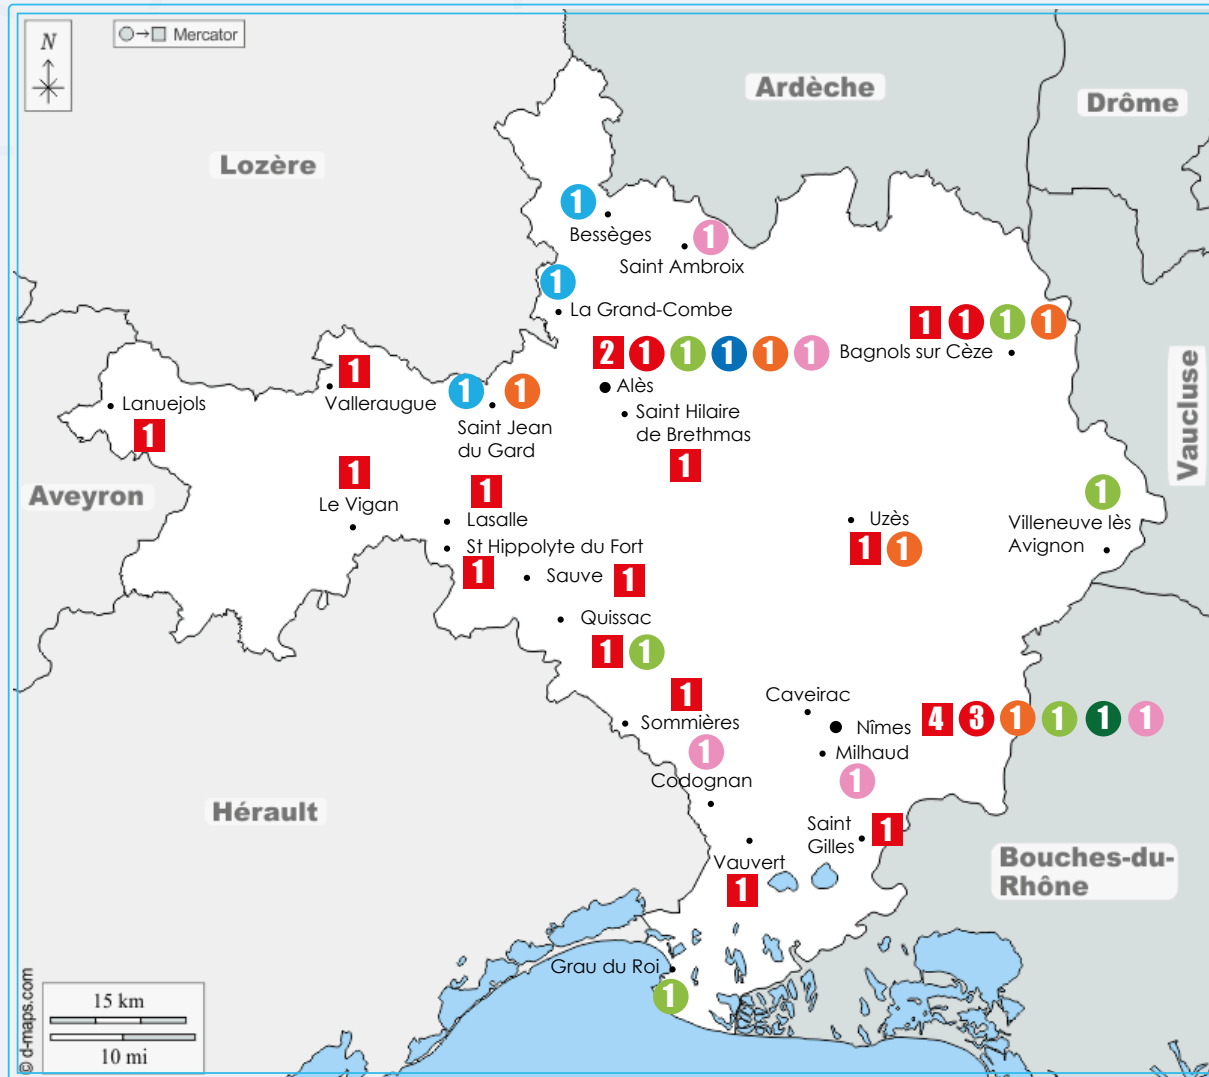 N
Mercator
Ardèche
Drôme
Lozère
1
Bessèges
1
Saint Ambroix
1
La Grand-Combe
1 1 1 1
Bagnols sur Cèze
2 1 1 1 1 1
Alès
1
Valleraugue
1 1
Saint Jean
du Gard
Saint Hilaire
de Brethmas
1
Lanuejols
1
Vaucluse
Aveyron
1
Le Vigan
1
Lasalle
St Hippolyte du Fort
1
Sauve 1
Uzès
1 1
1
Villeneuve lès
Avignon
Quissac
1 1
1
Sommières
1
Codognan
Caveirac
Nîmes 4 3 1 1 1 1
Milhaud
1
Hérault
Saint
Gilles
1
Vauvert
1
Bouches-du-
Rhône
Grau du Roi
1
15 km
10 mi
© d-maps.com